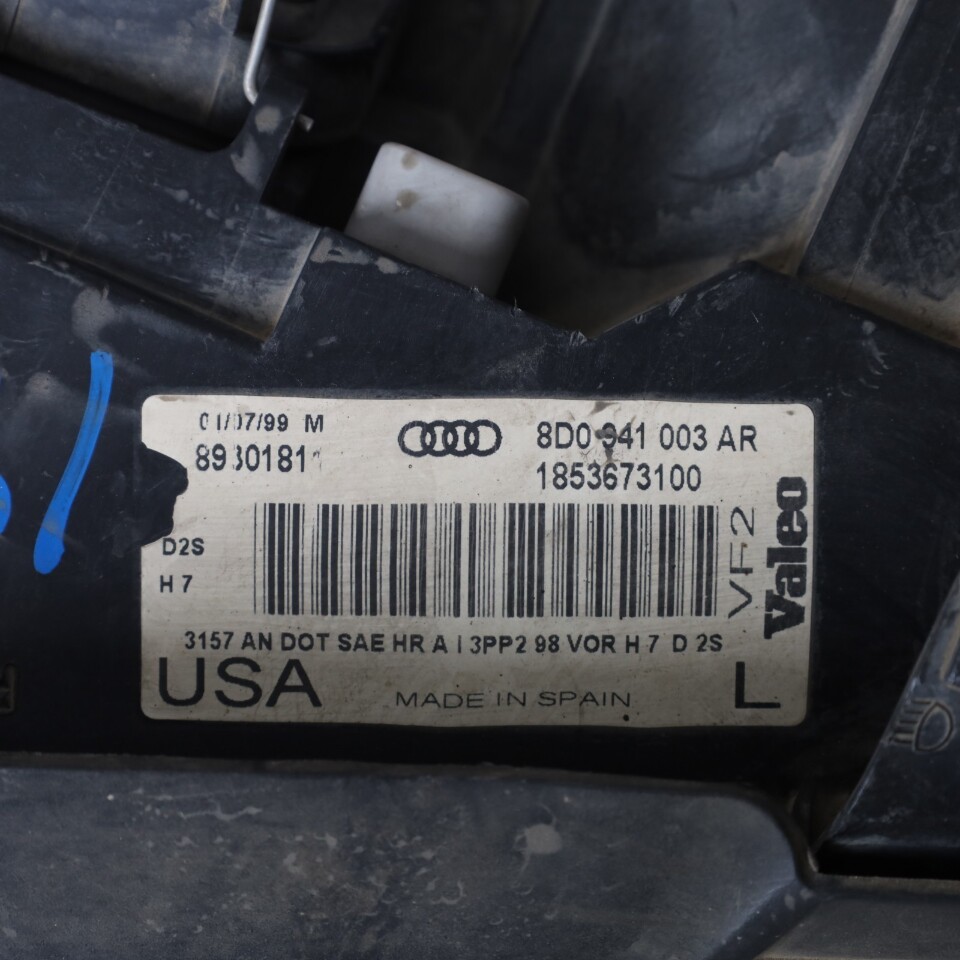 01/07/99 M
8D0 941 003 AR
1853673100
D2S
H 7
VF2
Valeo
3157 AN DOT SAE HR A I 3PP2 98 VOR H 7 D 2S
USA
MADE IN SPAIN
L